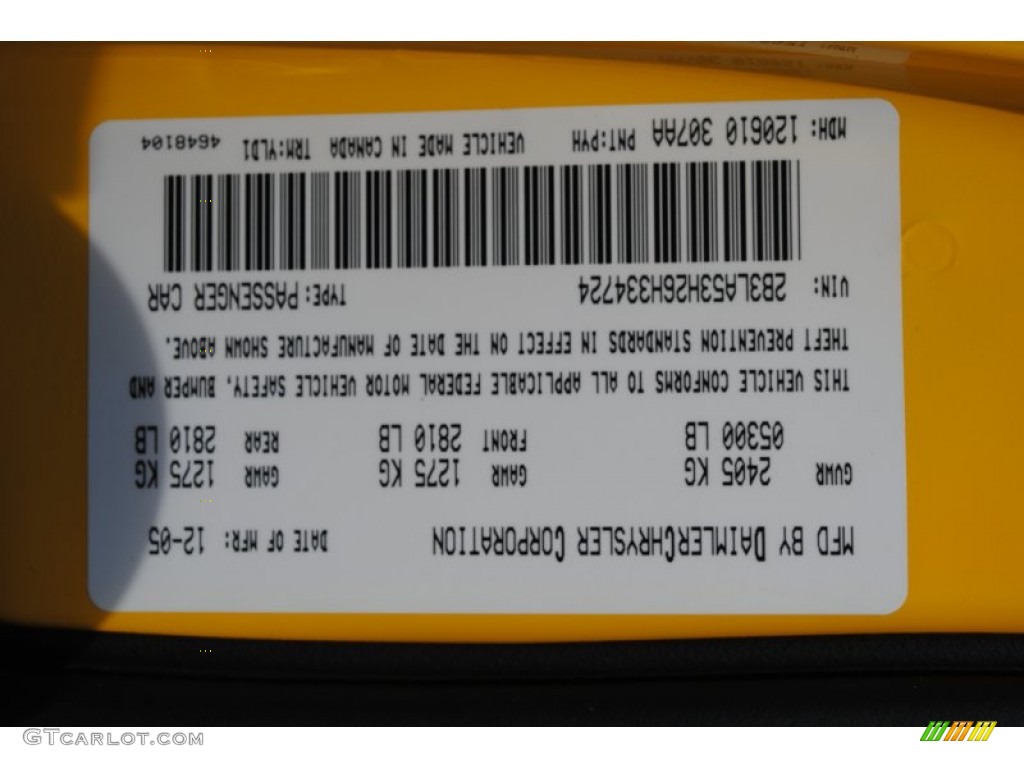 MFD BY DAIMLERCHRYSLER CORPORATION DATE OF MFR: 12-05
GVWR 2405 KG GAWR 1275 KG GAWR 1275 KG
05300 LB FRONT 2810 LB REAR 2810 LB
THIS VEHICLE CONFORMS TO ALL APPLICABLE FEDERAL MOTOR VEHICLE SAFETY, BUMPER AND
THEFT PREVENTION STANDARDS IN EFFECT ON THE DATE OF MANUFACTURE SHOWN ABOVE.
VIN: 2B3LA53H26H334724 TYPE: PASSENGER CAR
MDH: 120610 307AA PNT:PYH VEHICLE MADE IN CANADA TRM:YLD1 4648104
GTCARLOT.COM